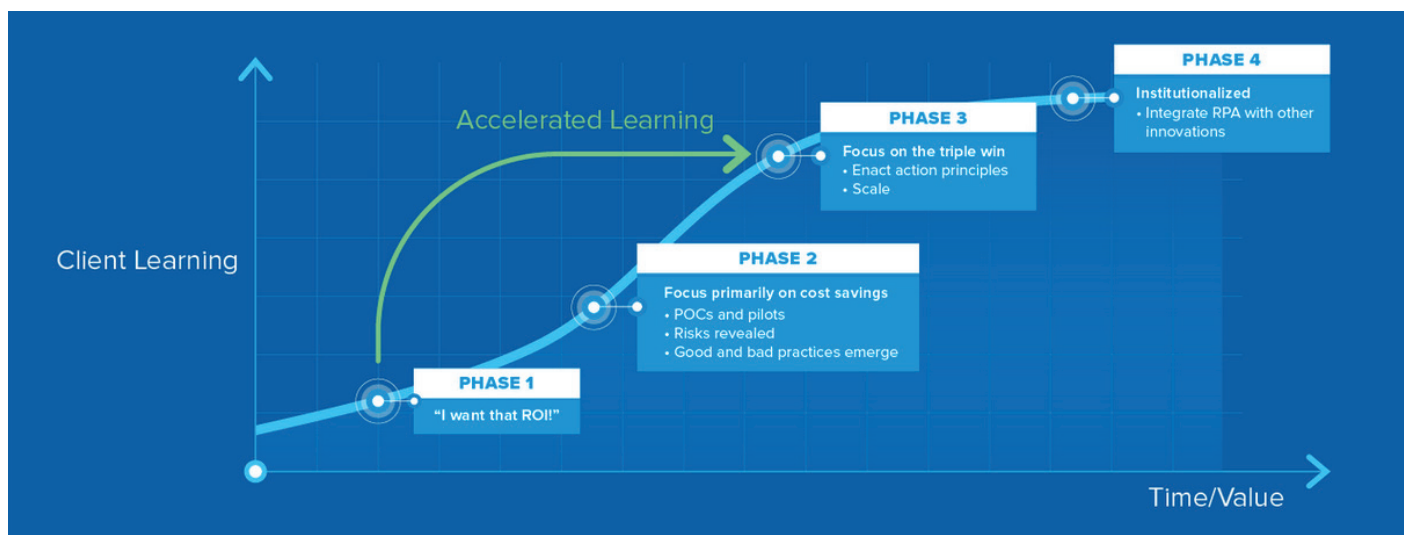 PHASE 4
Institutionalized
• Integrate RPA with other
innovations
Accelerated Learning
PHASE 3
Focus on the triple win
• Enact action principles
• Scale
Client Learning
PHASE 2
Focus primarily on cost savings
• POCs and pilots
• Risks revealed
• Good and bad practices emerge
PHASE 1
“I want that ROI!”
Time/Value